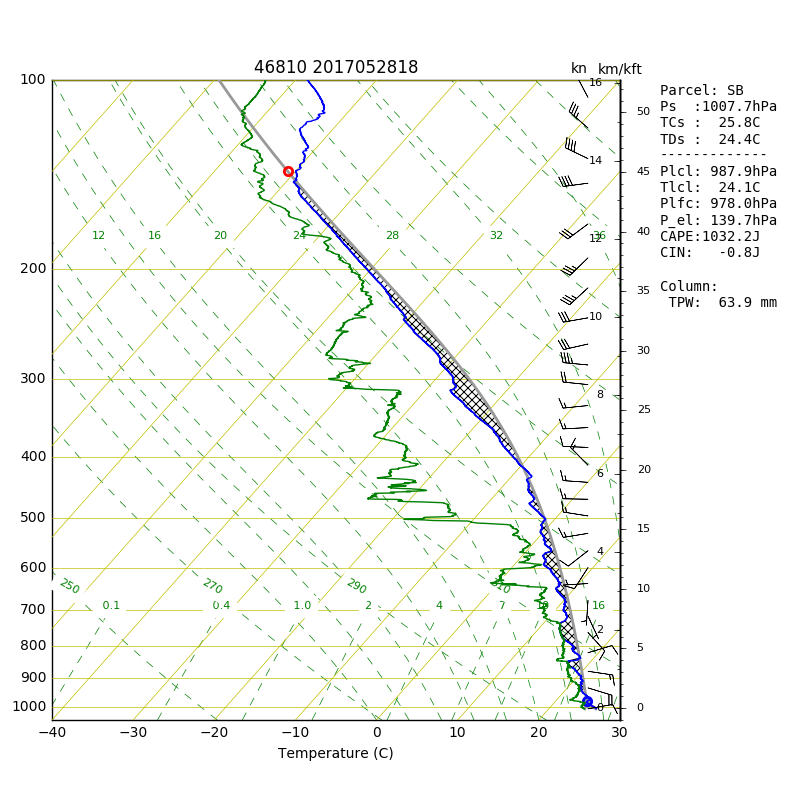 46810 2017052818
kn km/kft
Parcel: SB
Ps  :1007.7hPa
TCs :  25.8C
TDs :  24.4C
-------------
Plcl: 987.9hPa
Tlcl:  24.1C
Plfc: 978.0hPa
P_el: 139.7hPa
CAPE:1032.2J
CIN:   -0.8J
Column:
TPW:  63.9 mm
100
200
300
400
500
600
700
800
900
1000
12 16 20 24 28 32 36
250 270 290
0.1 0.4 1.0 2 4 7 10 16
16
14
12
10
8
6
4
2
0
50
45
40
35
30
25
20
15
10
5
0
−40 −30 −20 −10 0 10 20 30
Temperature (C)